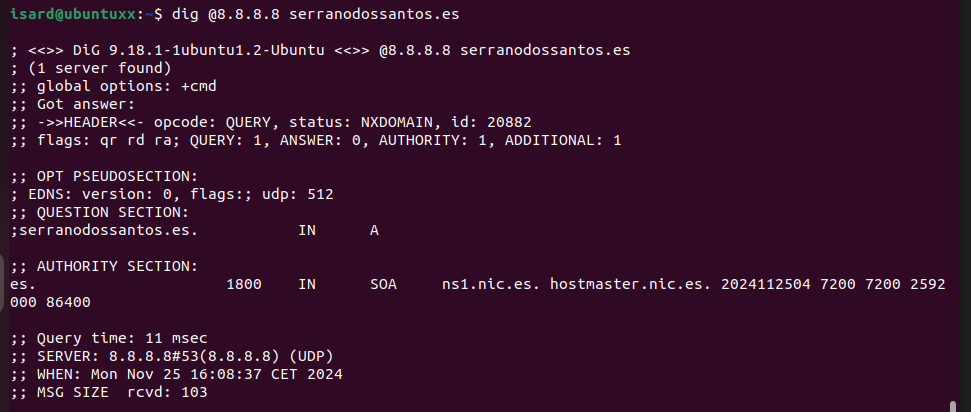 isard@ubuntuxx:~$ dig @8.8.8.8 serranodossantos.es
; <<>> DiG 9.18.1-1ubuntu1.2-Ubuntu <<>> @8.8.8.8 serranodossantos.es
; (1 server found)
;; global options: +cmd
;; Got answer:
;; ->>HEADER<<- opcode: QUERY, status: NXDOMAIN, id: 20882
;; flags: qr rd ra; QUERY: 1, ANSWER: 0, AUTHORITY: 1, ADDITIONAL: 1
;; OPT PSEUDOSECTION:
; EDNS: version: 0, flags:; udp: 512
;; QUESTION SECTION:
;serranodossantos.es. IN A
;; AUTHORITY SECTION:
es. 1800 IN SOA ns1.nic.es. hostmaster.nic.es. 2024112504 7200 7200 2592
000 86400
;; Query time: 11 msec
;; SERVER: 8.8.8.8#53(8.8.8.8) (UDP)
;; WHEN: Mon Nov 25 16:08:37 CET 2024
;; MSG SIZE rcvd: 103